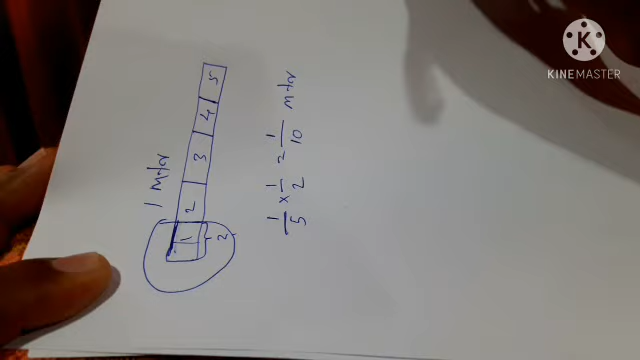 1 Meter
1 2 3 4 5
2
1/5 × 1/2 = 1/10 meter
KINEMASTER